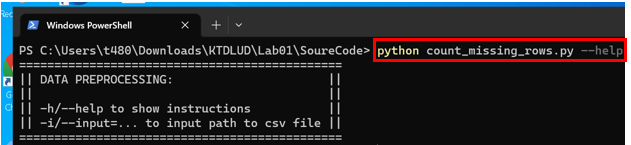 Windows PowerShell
PS C:\Users\t480\Downloads\KTDLUD\Lab01\SoureCode> python count_missing_rows.py --help
==============================================
|| DATA PREPROCESSING:                      ||
||                                          ||
|| -h/--help to show instructions           ||
|| -i/--input=... to input path to csv file ||
==============================================